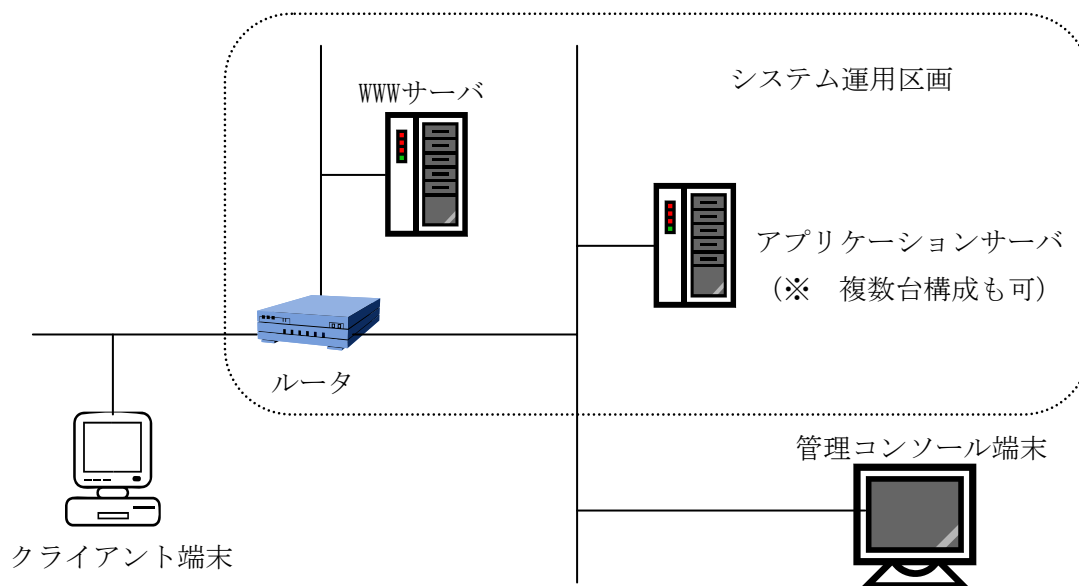 システム運用区画
WWWサーバ
アプリケーションサーバ
(※　複数台構成も可)
ルータ
管理コンソール端末
クライアント端末